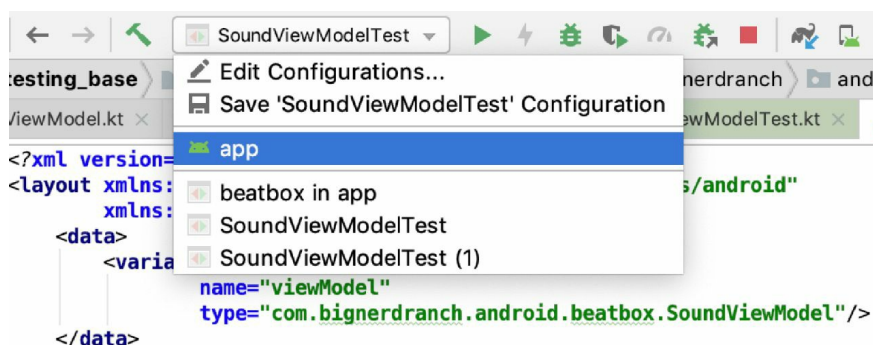 SoundViewModelTest
testing_base
Edit Configurations...
nerdranch
and
Save 'SoundViewModelTest' Configuration
ViewModel.kt
ewModelTest.kt
app
<?xml version=
<layout xmlns:
s/android"
beatbox in app
xmlns:
SoundViewModelTest
<data>
SoundViewModelTest (1)
<varia
name="viewModel"
type="com.bignerdranch.android.beatbox.SoundViewModel"/>
</data>